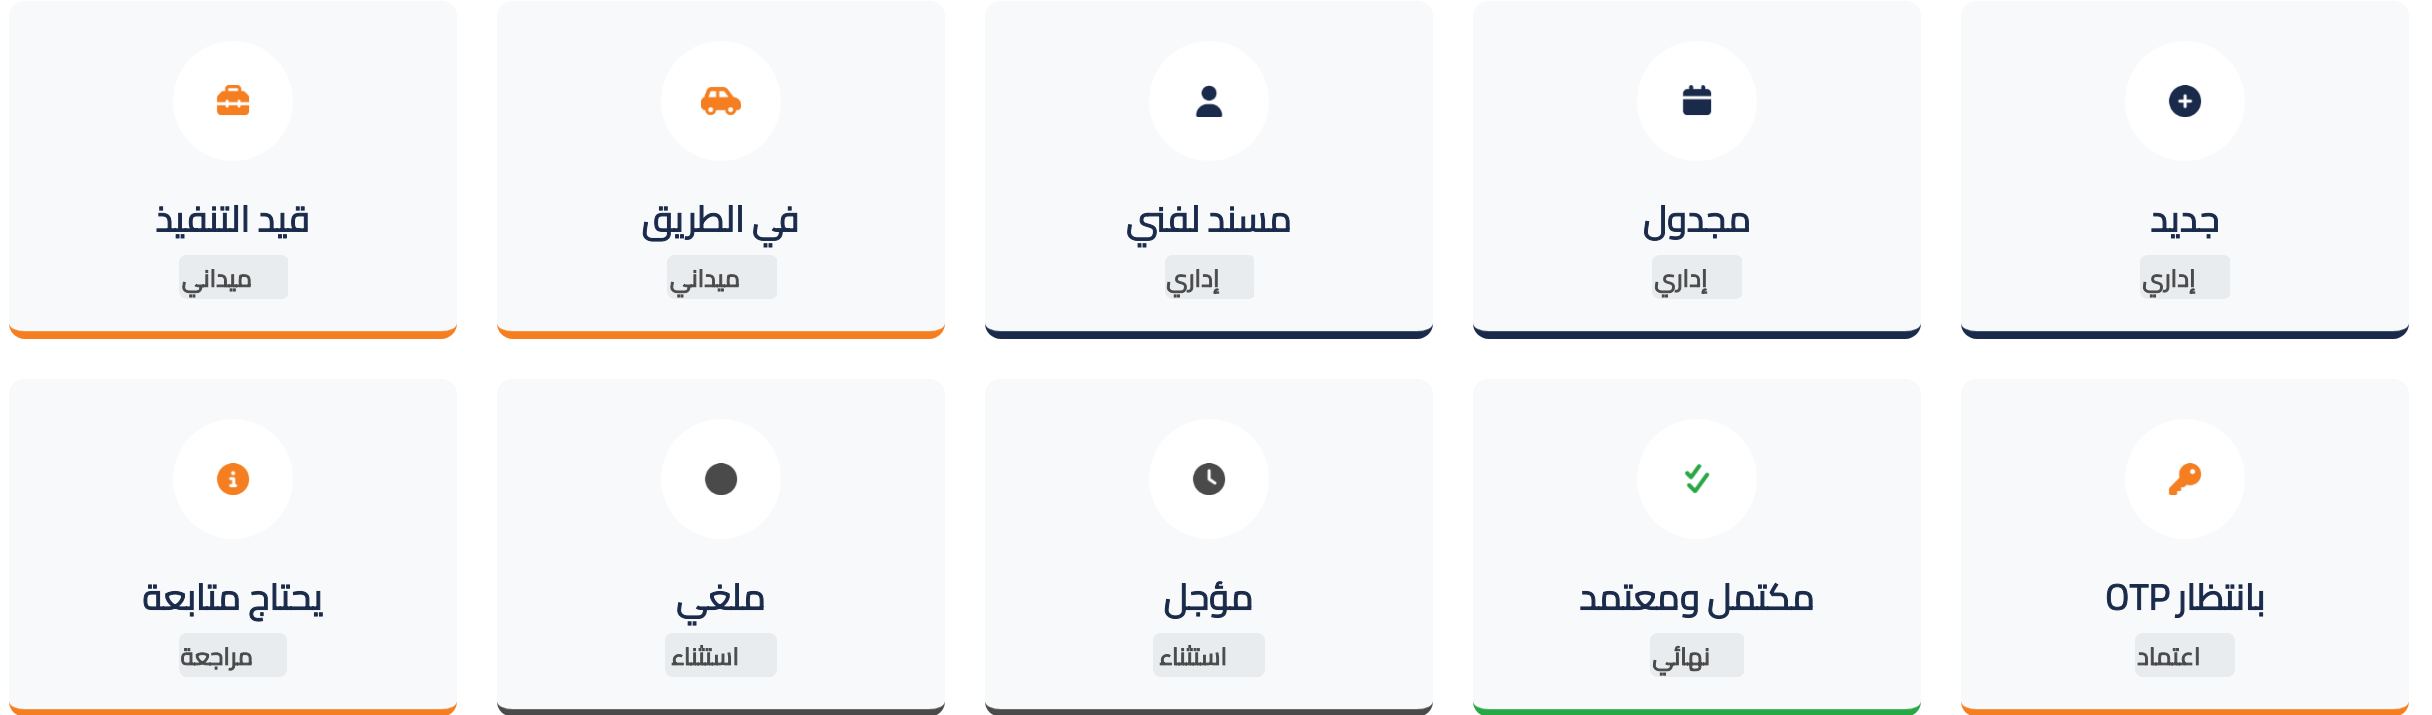 جديد
إداري
مجدول
إداري
مسند لفني
إداري
في الطريق
ميداني
قيد التنفيذ
ميداني
بانتظار OTP
اعتماد
مكتمل ومعتمد
نهائي
مؤجل
استثناء
ملغي
استثناء
يحتاج متابعة
مراجعة